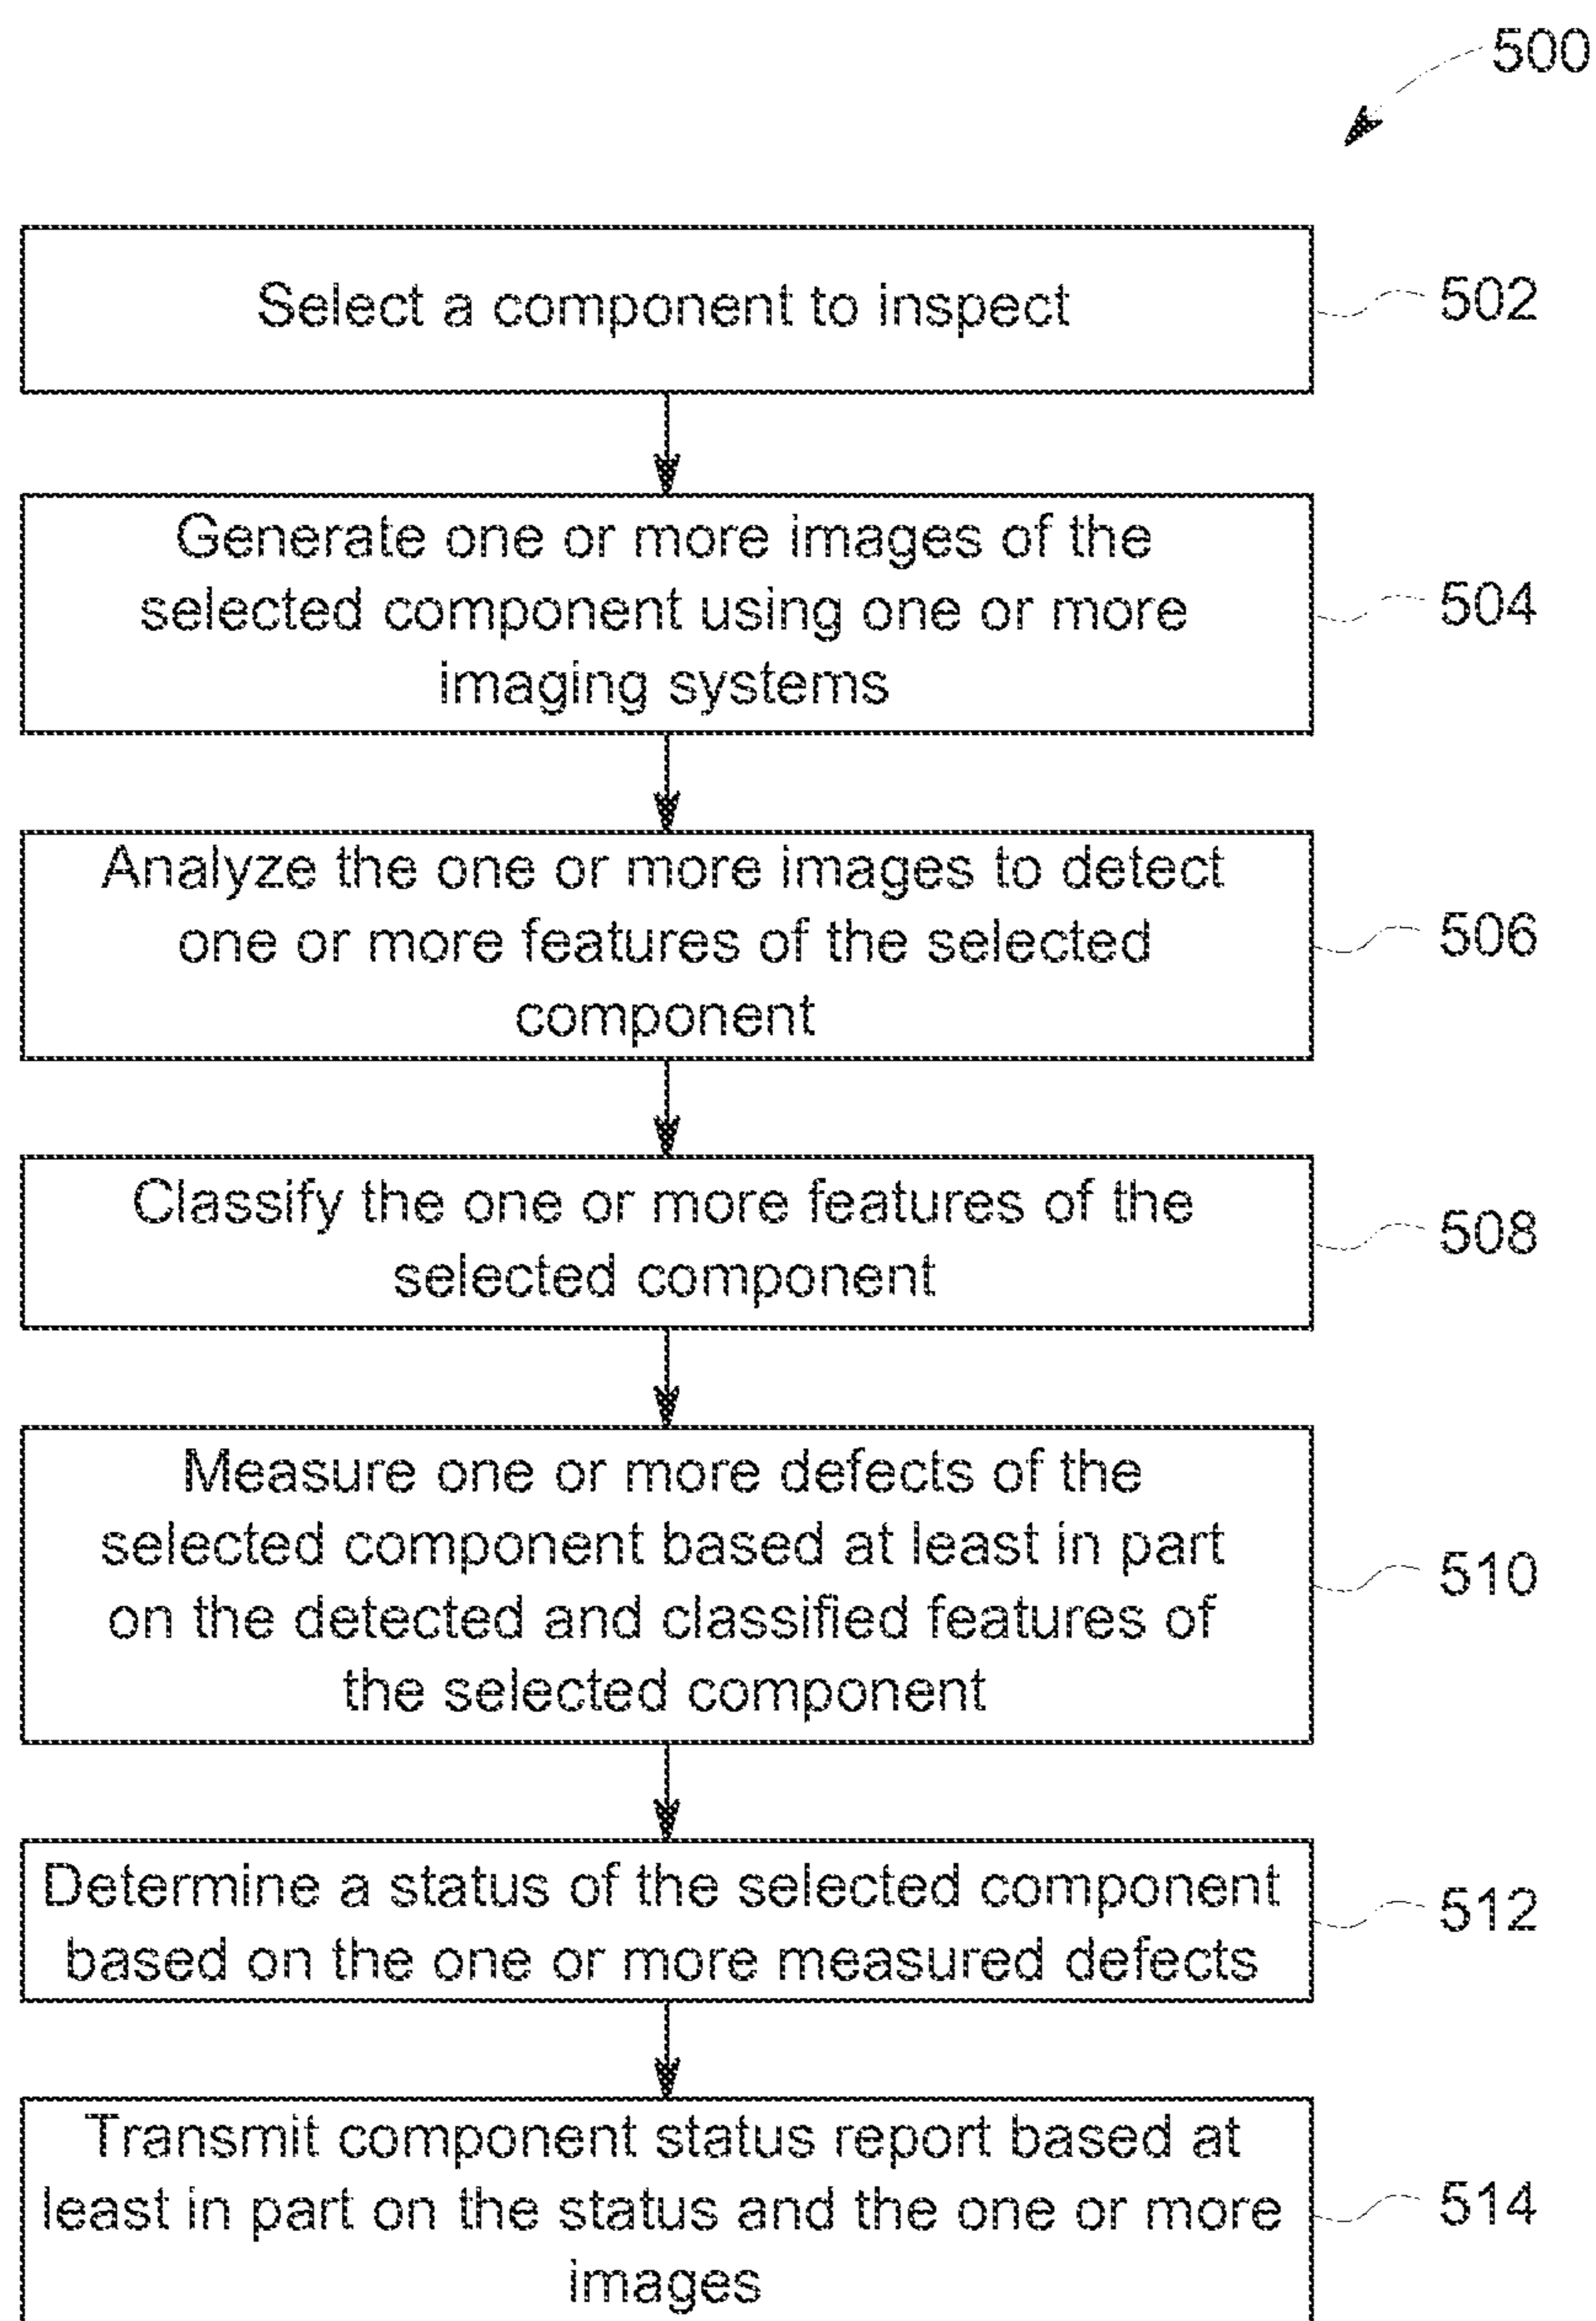 500
Select a component to inspect
502
Generate one or more images of the
selected component using one or more
imaging systems
504
Analyze the one or more images to detect
one or more features of the selected
component
506
Classify the one or more features of the
selected component
508
Measure one or more defects of the
selected component based at least in part
on the detected and classified features of
the selected component
510
Determine a status of the selected component
based on the one or more measured defects
512
Transmit component status report based at
least in part on the status and the one or more
images
514